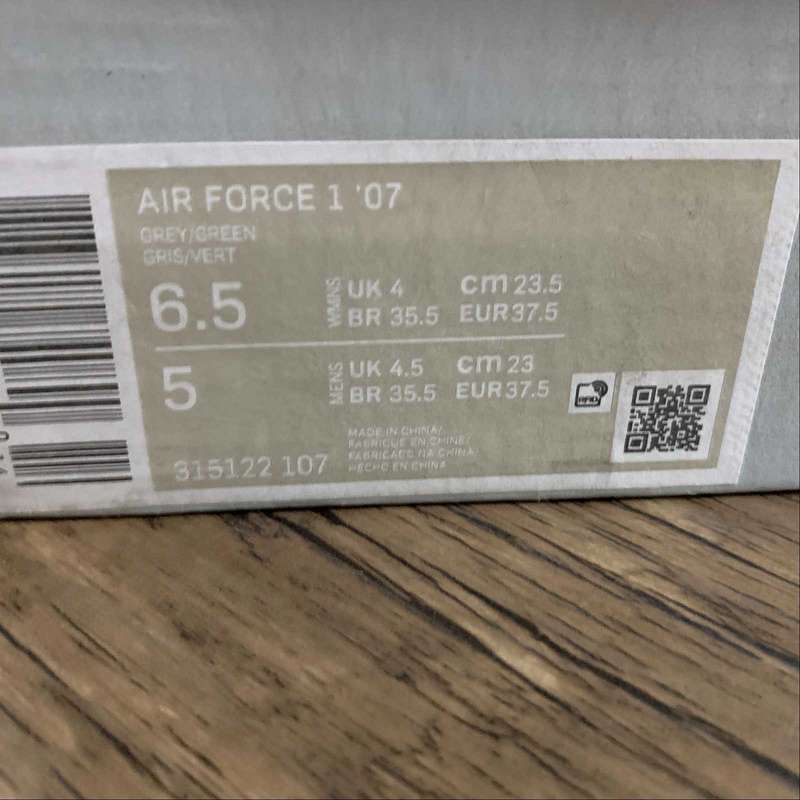 AIR FORCE 1 '07
GREY/GREEN
GRIS/VERT
6.5 WMNS UK 4 cm 23.5
BR 35.5 EUR 37.5
5 MENS UK 4.5 cm 23
BR 35.5 EUR 37.5
MADE IN CHINA/
FABRIQUE EN CHINE/
FABRICADO NA CHINA/
HECHO EN CHINA
315122 107